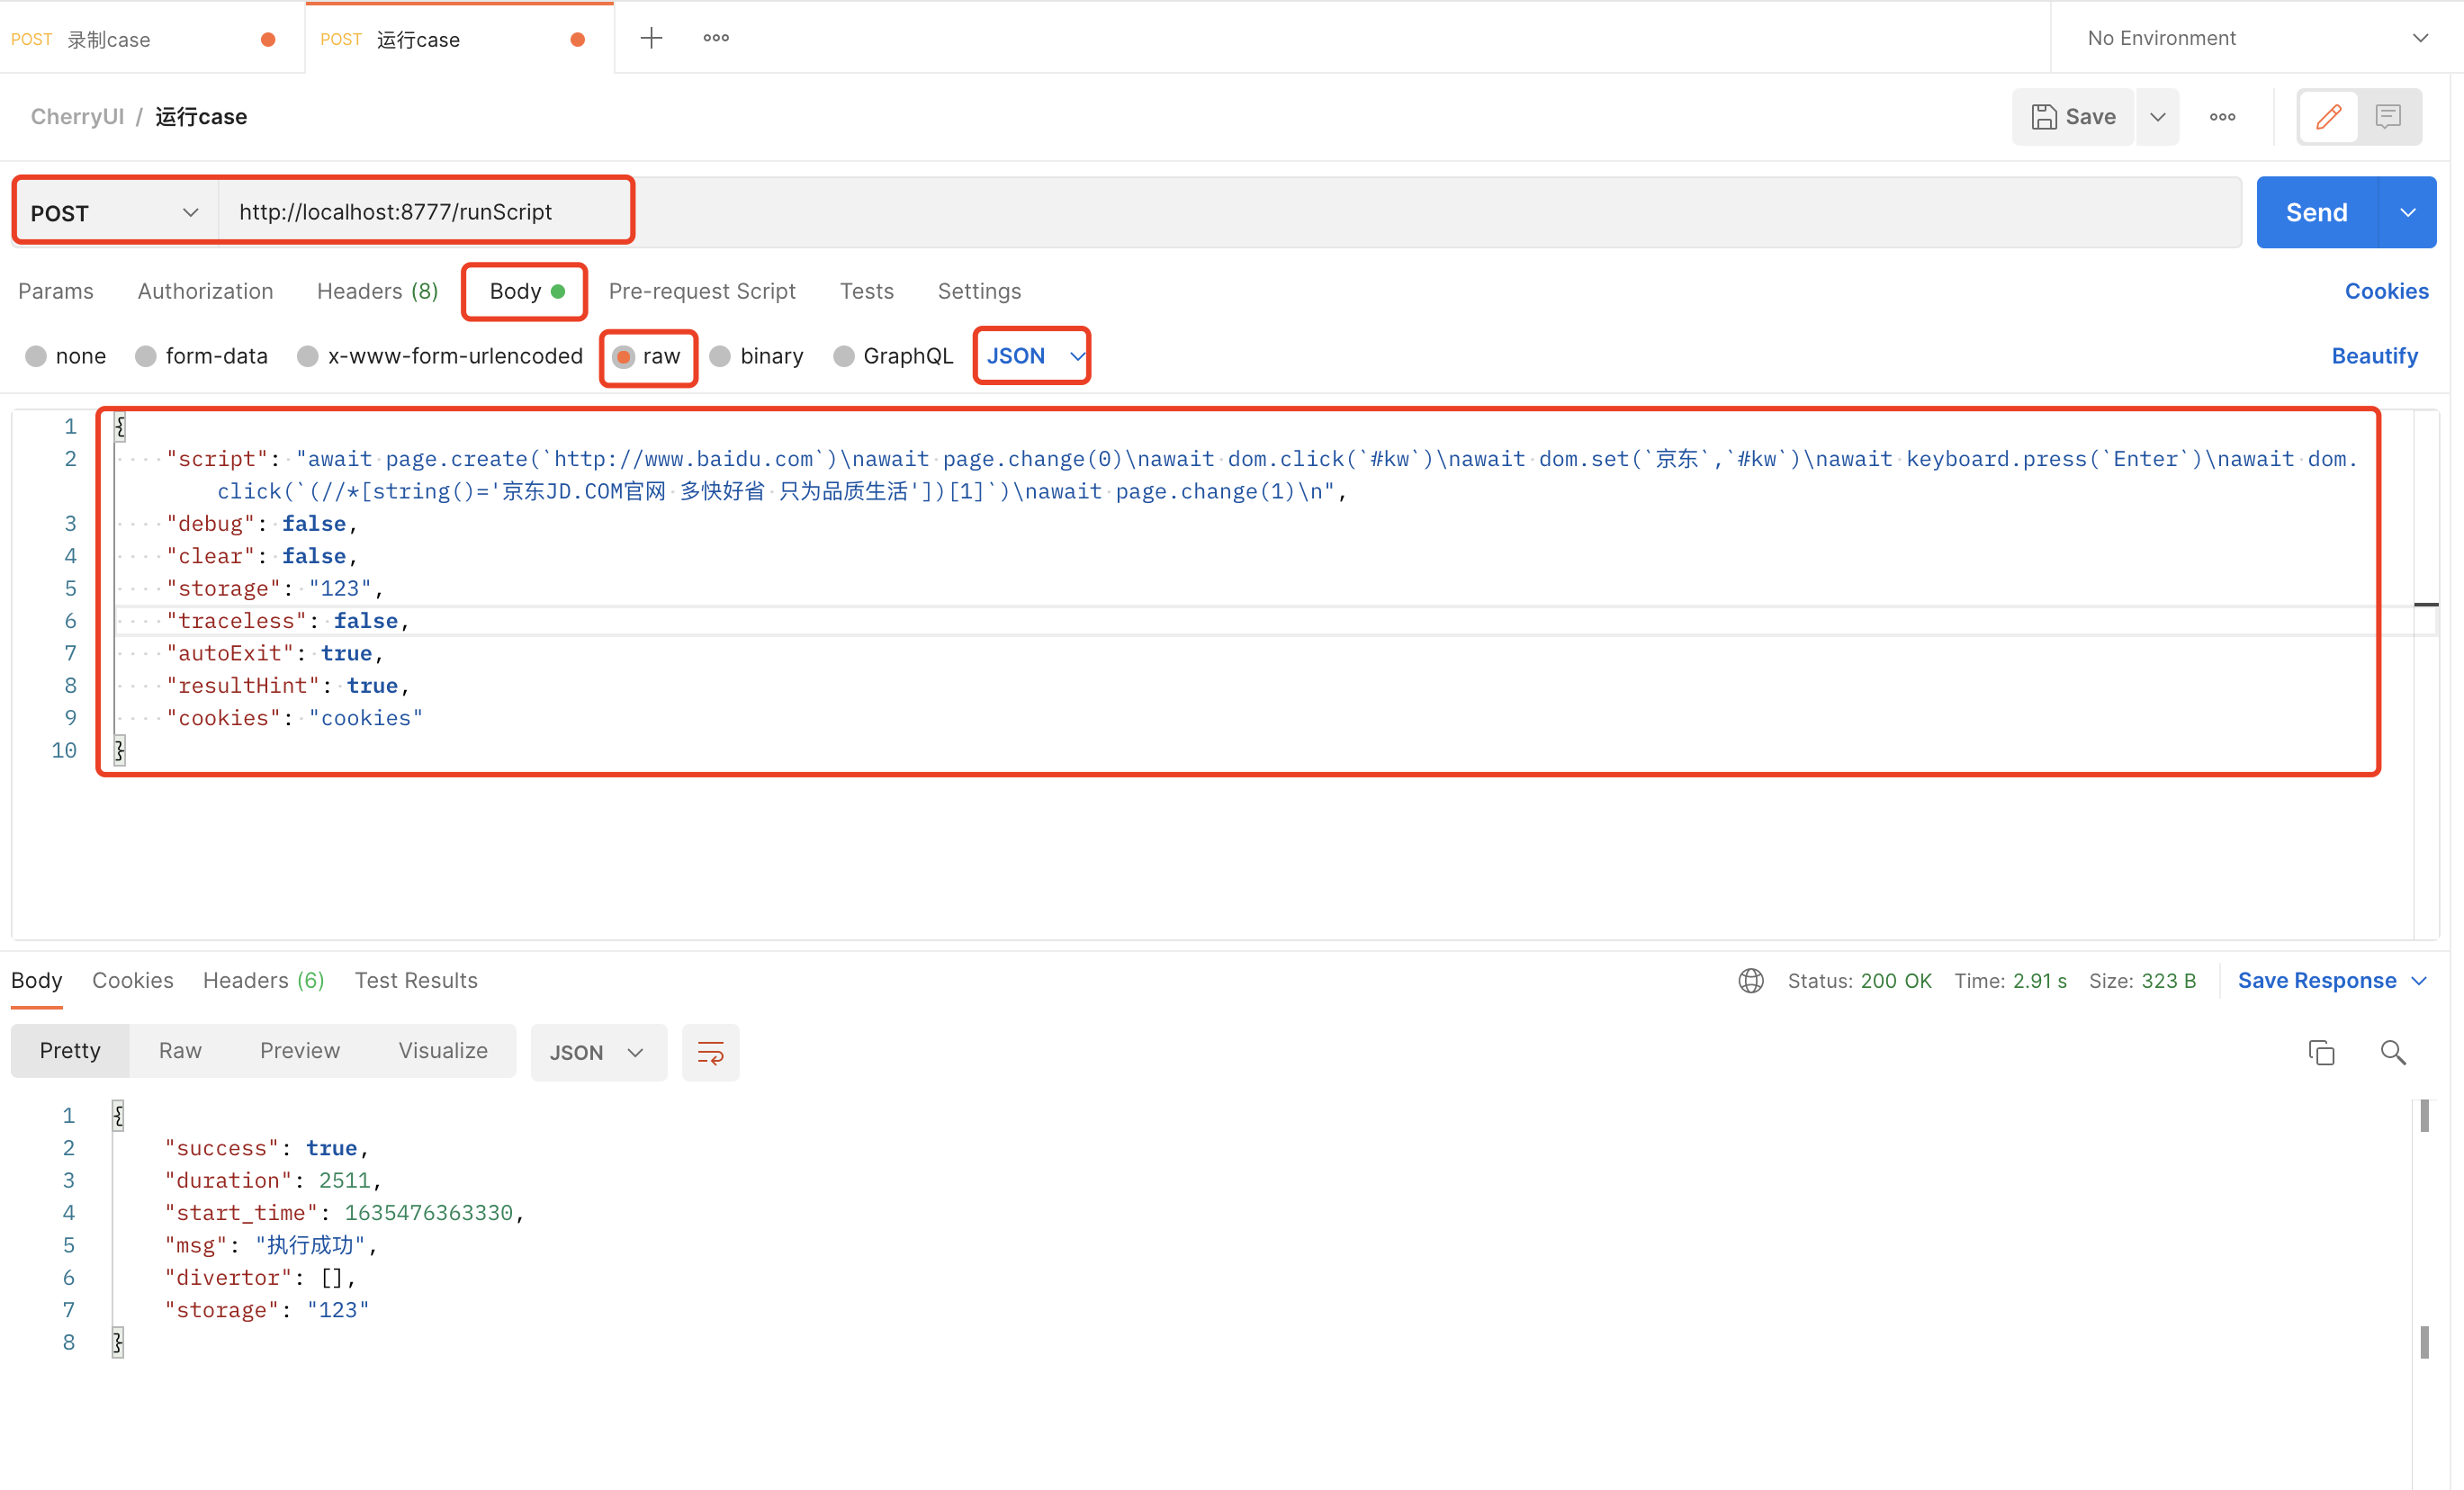 POST 录制case POST 运行case No Environment
CherryUI / 运行case Save
POST http://localhost:8777/runScript Send
Params Authorization Headers (8) Body Pre-request Script Tests Settings Cookies
none form-data x-www-form-urlencoded raw binary GraphQL JSON Beautify
1 {
2 "script": "await page.create(`http://www.baidu.com`)\nawait page.change(0)\nawait dom.click(`#kw`)\nawait dom.set(`京东`,`#kw`)\nawait keyboard.press(`Enter`)\nawait dom.
click(`(//*[string()='京东JD.COM官网 多快好省 只为品质生活'])[1]`)\nawait page.change(1)\n",
3 "debug": false,
4 "clear": false,
5 "storage": "123",
6 "traceless": false,
7 "autoExit": true,
8 "resultHint": true,
9 "cookies": "cookies"
10 }
Body Cookies Headers (6) Test Results Status: 200 OK Time: 2.91 s Size: 323 B Save Response
Pretty Raw Preview Visualize JSON
1 {
2 "success": true,
3 "duration": 2511,
4 "start_time": 1635476363330,
5 "msg": "执行成功",
6 "divertor": [],
7 "storage": "123"
8 }